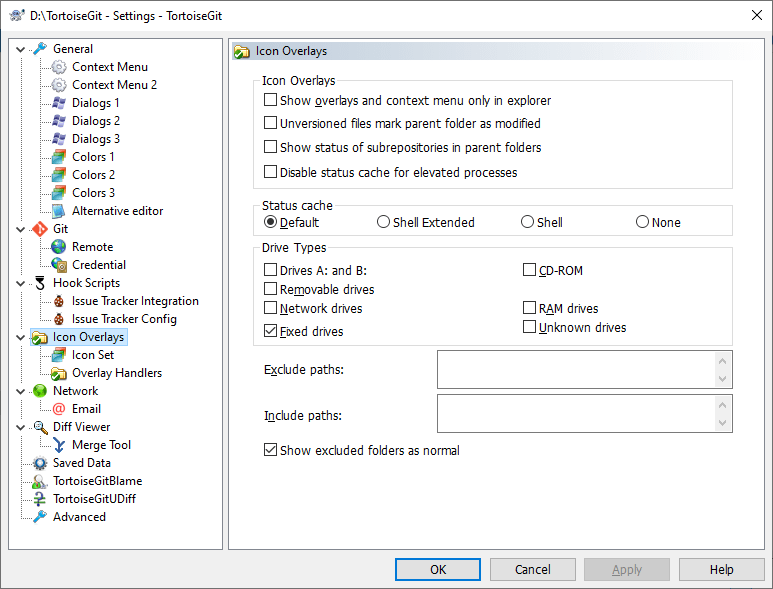 D:\TortoiseGit - Settings - TortoiseGit
General
Context Menu
Context Menu 2
Dialogs 1
Dialogs 2
Dialogs 3
Colors 1
Colors 2
Colors 3
Alternative editor
Git
Remote
Credential
Hook Scripts
Issue Tracker Integration
Issue Tracker Config
Icon Overlays
Icon Set
Overlay Handlers
Network
Email
Diff Viewer
Merge Tool
Saved Data
TortoiseGitBlame
TortoiseGitUDiff
Advanced
Icon Overlays
Icon Overlays
Show overlays and context menu only in explorer
Unversioned files mark parent folder as modified
Show status of subrepositories in parent folders
Disable status cache for elevated processes
Status cache
Default Shell Extended Shell None
Drive Types
Drives A: and B: CD-ROM
Removable drives
Network drives RAM drives
Fixed drives Unknown drives
Exclude paths:
Include paths:
Show excluded folders as normal
OK Cancel Apply Help